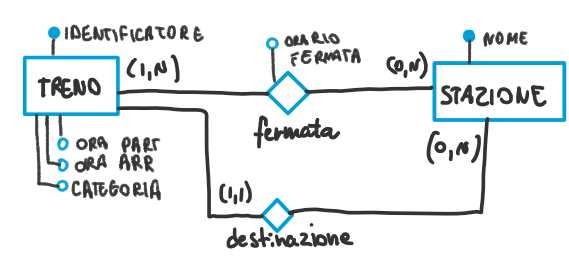 IDENTIFICATORE
TRENO
(1,N)
ORARIO
FERMATA
(0,N)
NOME
STAZIONE
fermata
ORA PART
ORA ARR
CATEGORIA
(0,N)
(1,1)
destinazione